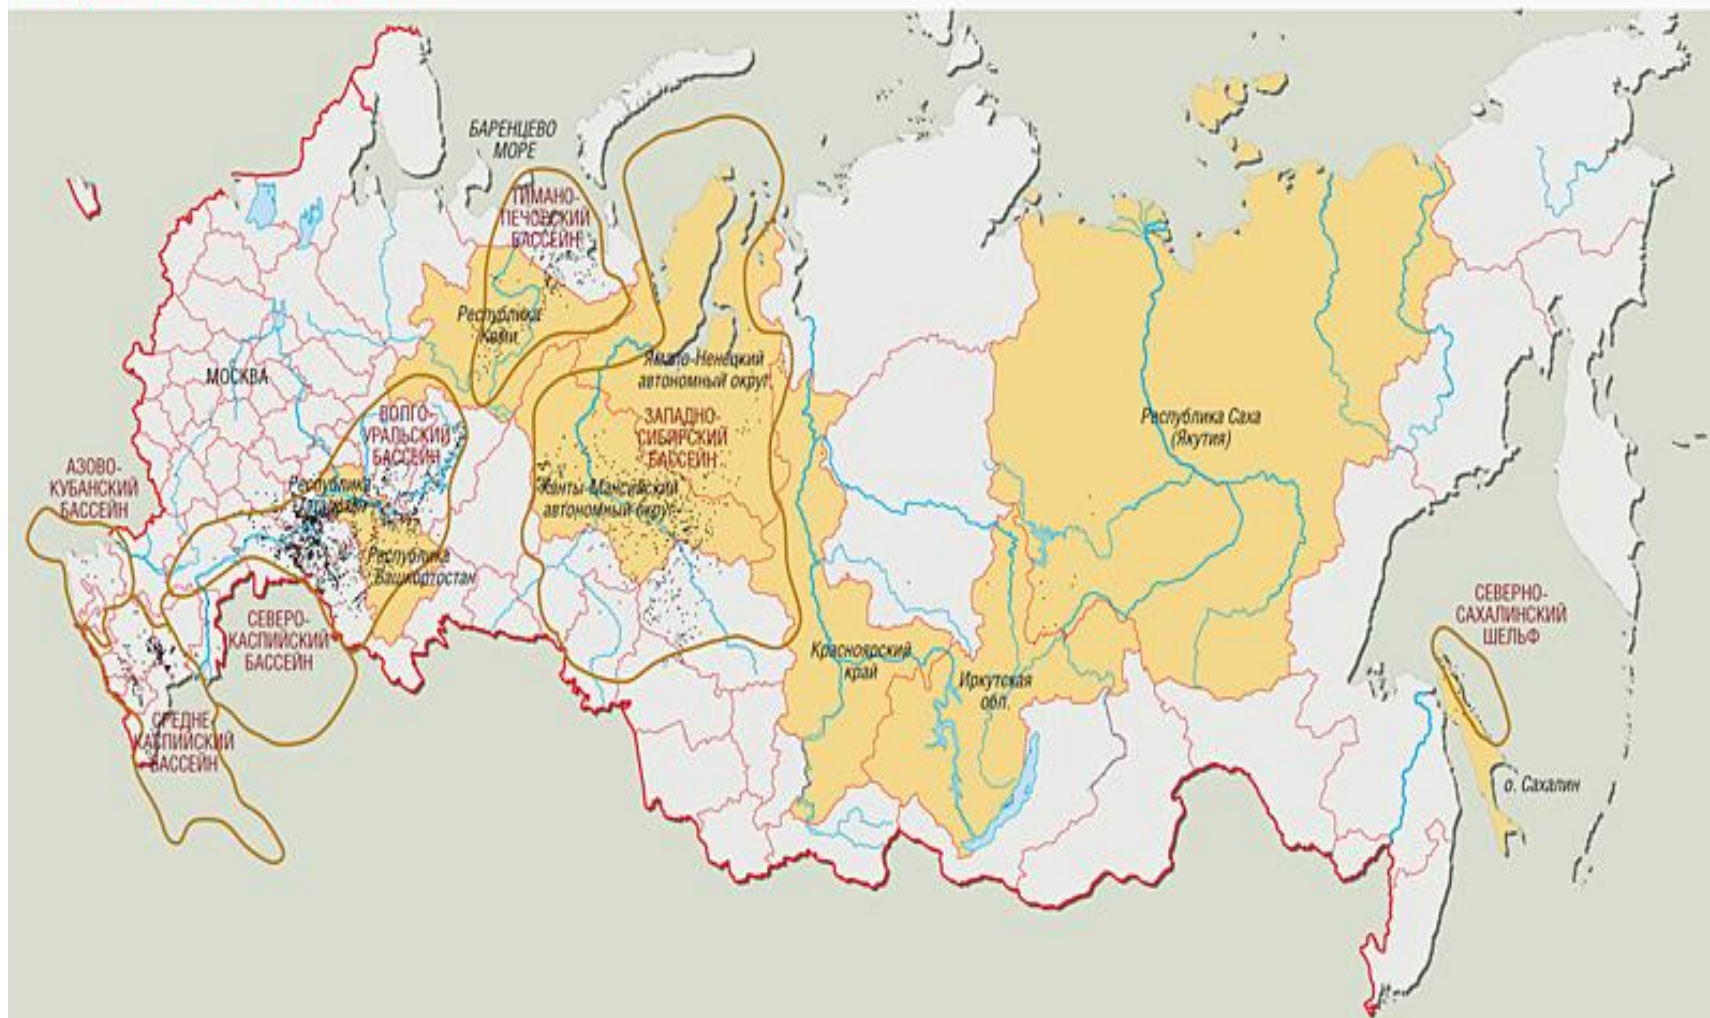 БАРЕНЦЕВО
МОРЕ
ТИМАНО-
ПЕЧОРСКИЙ
БАССЕЙН
Республика
Коми
Ямало-Ненецкий
автономный округ
МОСКВА
ВОЛГО-
УРАЛЬСКИЙ
БАССЕЙН
ЗАПАДНО-
СИБИРСКИЙ
БАССЕЙН
Республика Саха
(Якутия)
АЗОВО-
КУБАНСКИЙ
БАССЕЙН
Республика
Ханты-Мансийский
автономный округ
Республика
Башкортостан
СЕВЕРО-
КАСПИЙСКИЙ
БАССЕЙН
СЕВЕРНО-
САХАЛИНСКИЙ
ШЕЛЬФ
Красноярский
край
Иркутская
обл.
СРЕДНЕ-
КАСПИЙСКИЙ
БАССЕЙН
о. Сахалин